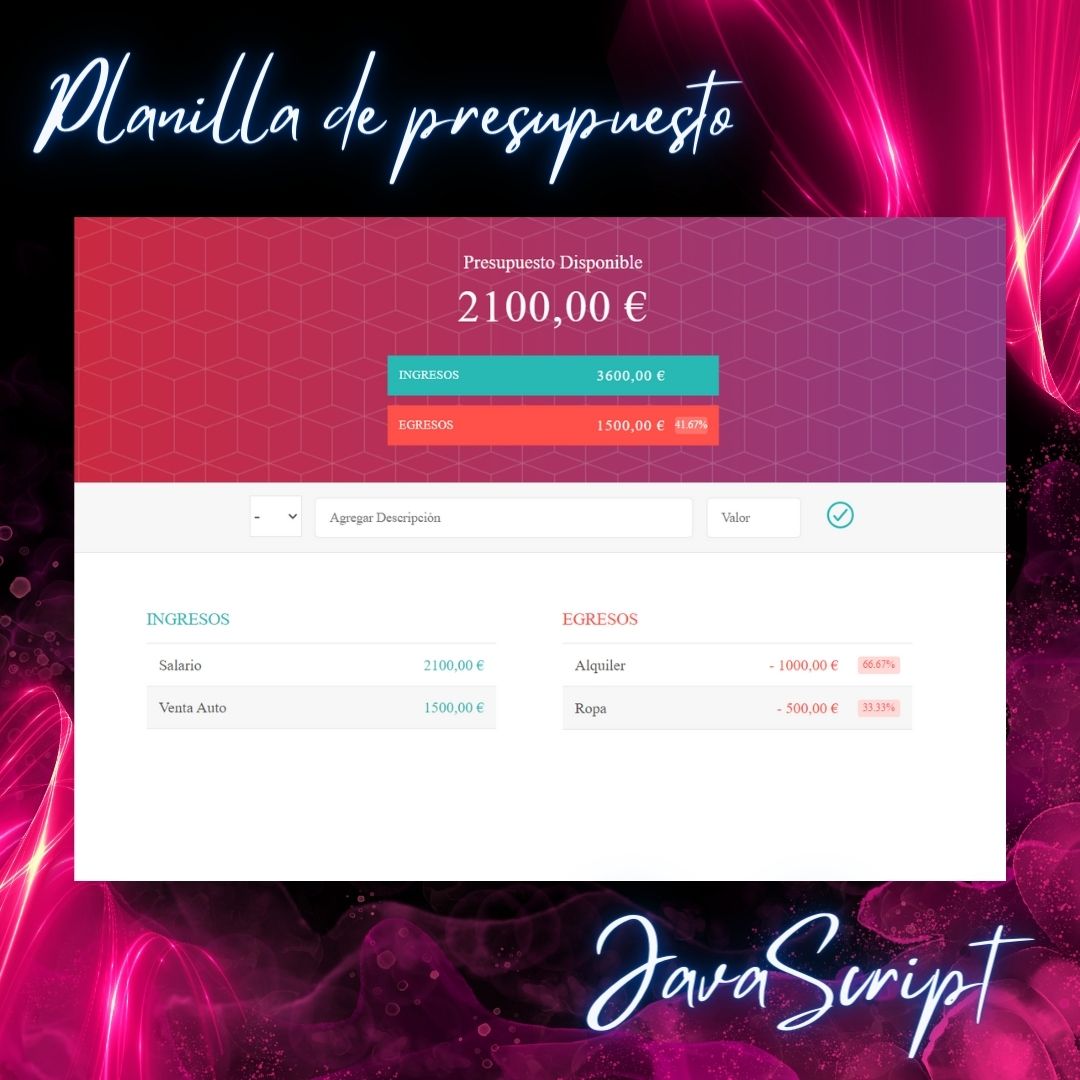 Planilla de presupuesto
Presupuesto Disponible
2100,00 €
INGRESOS 3600,00 €
EGRESOS 1500,00 € 41.67%
- Agregar Descripción Valor
INGRESOS
Salario 2100,00 €
Venta Auto 1500,00 €
EGRESOS
Alquiler - 1000,00 € 66.67%
Ropa - 500,00 € 33.33%
JavaScript